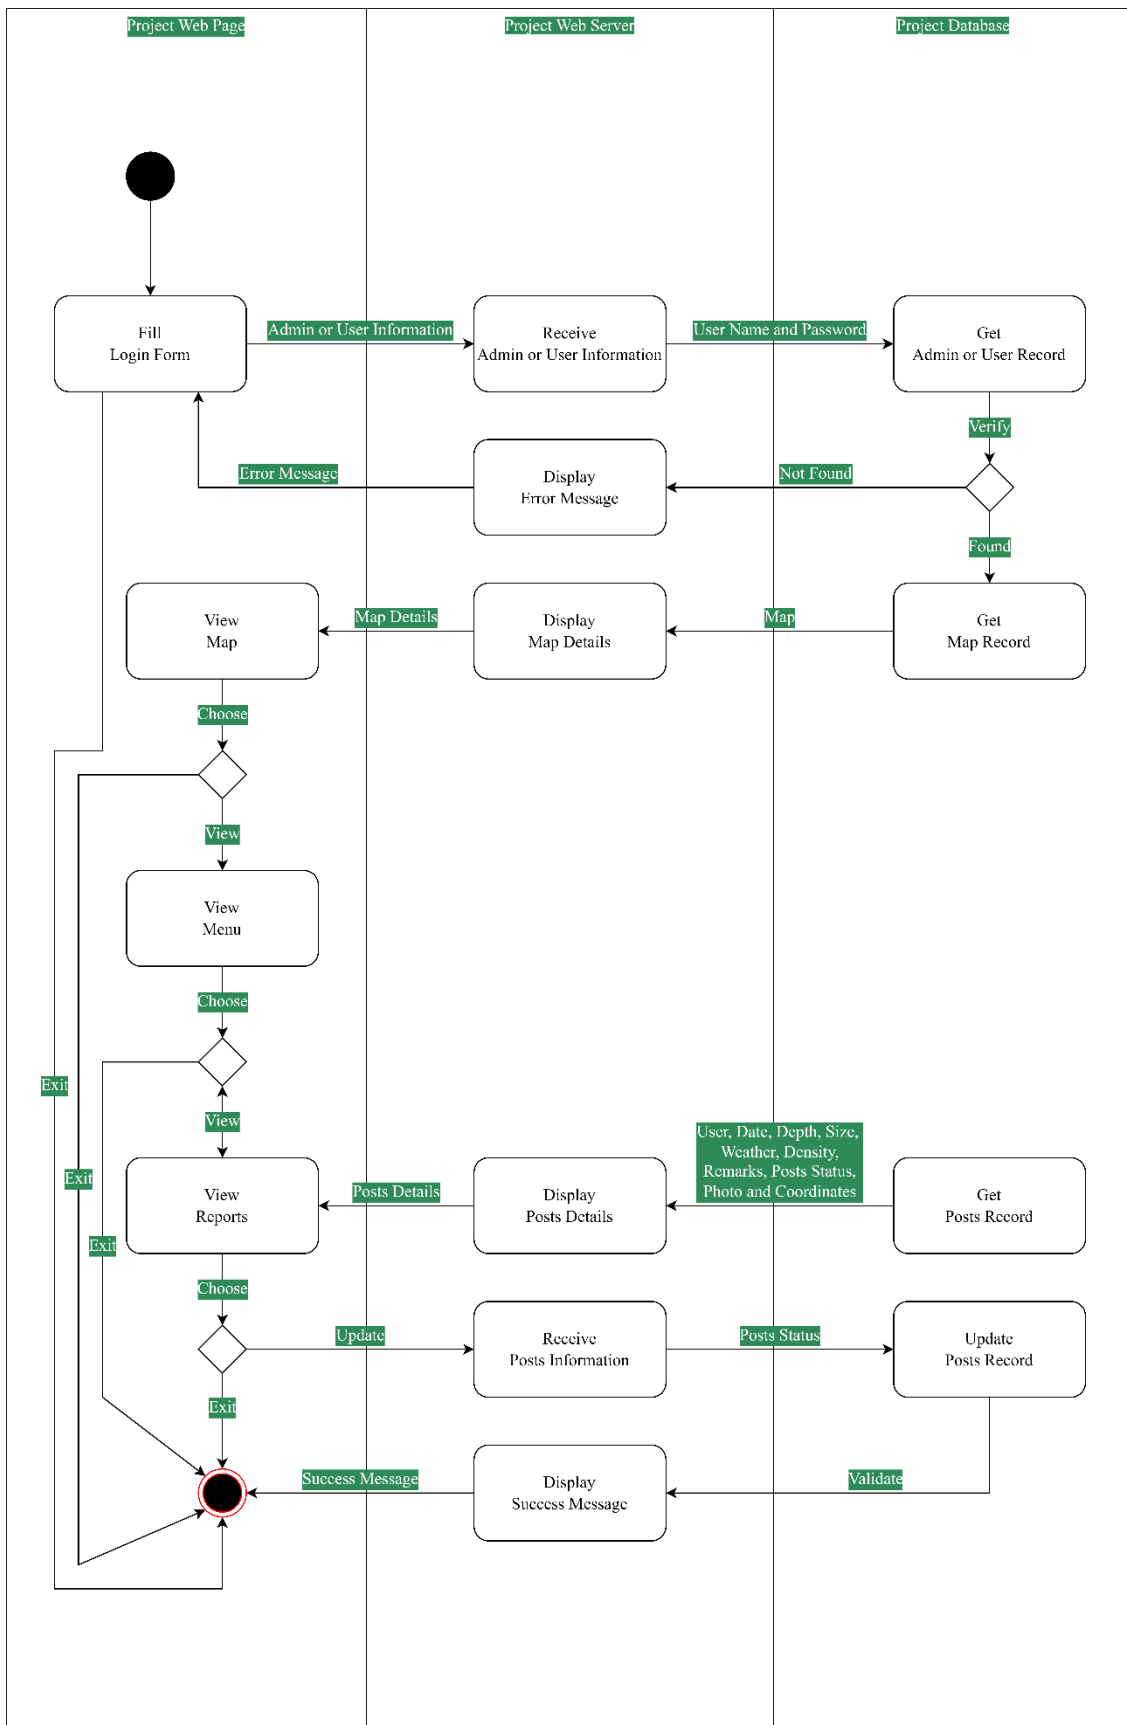 Project Web Page
Project Web Server
Project Database
Fill
Login Form
Admin or User Information
Receive
Admin or User Information
User Name and Password
Get
Admin or User Record
Verify
Error Message
Display
Error Message
Not Found
Found
View
Map
Map Details
Display
Map Details
Map
Get
Map Record
Choose
View
View
Menu
Choose
Exit
View
User, Date, Depth, Size,
Weather, Density,
Remarks, Posts Status,
Photo and Coordinates
Exit
View
Reports
Posts Details
Display
Posts Details
Get
Posts Record
Exit
Choose
Update
Receive
Posts Information
Posts Status
Update
Posts Record
Exit
Success Message
Display
Success Message
Validate